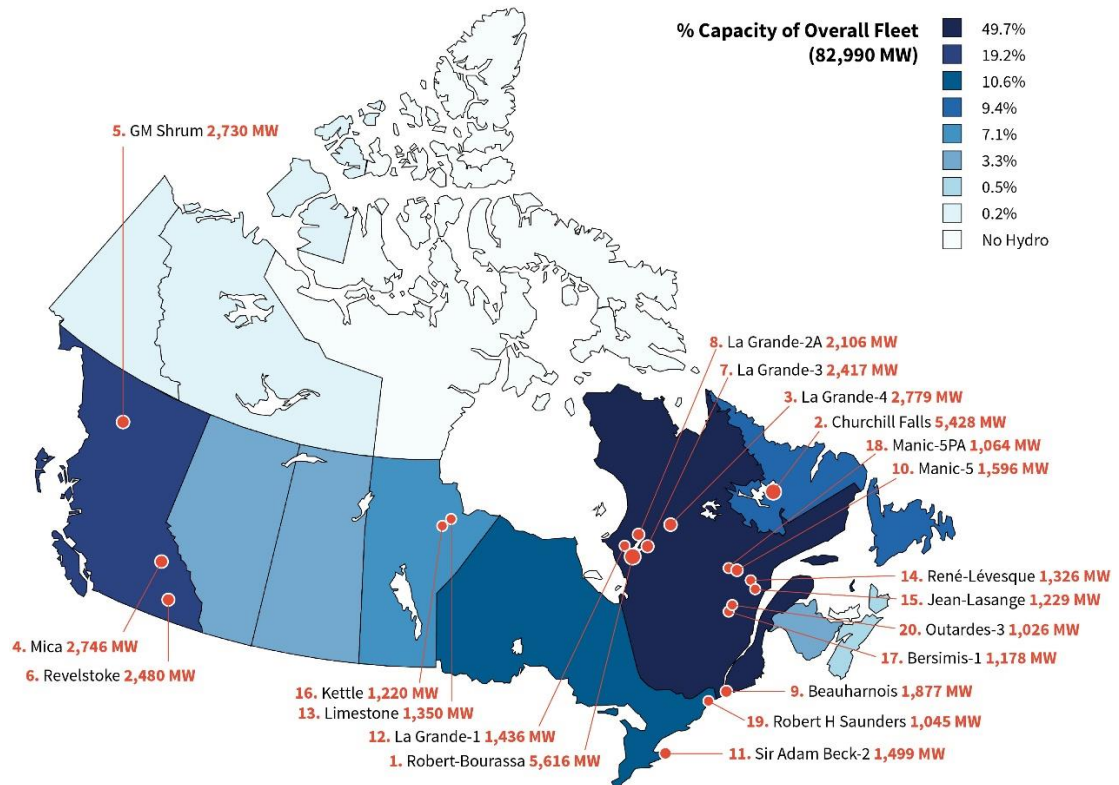 % Capacity of Overall Fleet
(82,990 MW)
49.7%
19.2%
10.6%
9.4%
7.1%
3.3%
0.5%
0.2%
No Hydro
5. GM Shrum 2,730 MW
8. La Grande-2A 2,106 MW
7. La Grande-3 2,417 MW
3. La Grande-4 2,779 MW
2. Churchill Falls 5,428 MW
18. Manic-5PA 1,064 MW
10. Manic-5 1,596 MW
14. René-Lévesque 1,326 MW
15. Jean-Lasange 1,229 MW
20. Outardes-3 1,026 MW
17. Bersimis-1 1,178 MW
4. Mica 2,746 MW
6. Revelstoke 2,480 MW
16. Kettle 1,220 MW
13. Limestone 1,350 MW
12. La Grande-1 1,436 MW
1. Robert-Bourassa 5,616 MW
9. Beauharnois 1,877 MW
19. Robert H Saunders 1,045 MW
11. Sir Adam Beck-2 1,499 MW